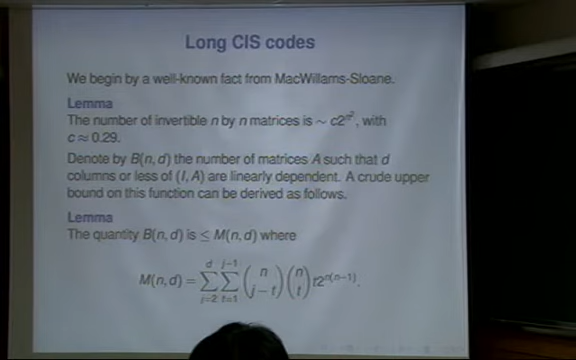 Long CIS codes
We begin by a well-known fact from MacWillams-Sloane.
Lemma
The number of invertible n by n matrices is ∼ c2^{n²}, with
c ≈ 0.29.
Denote by B(n, d) the number of matrices A such that d
columns or less of (I, A) are linearly dependent. A crude upper
bound on this function can be derived as follows.
Lemma
The quantity B(n, d) is ≤ M(n, d) where
M(n, d) = \sum_{j=2}^{d} \sum_{t=1}^{j−1} \binom{n}{j−t} \binom{n}{t} t2^{n(n−1)}.